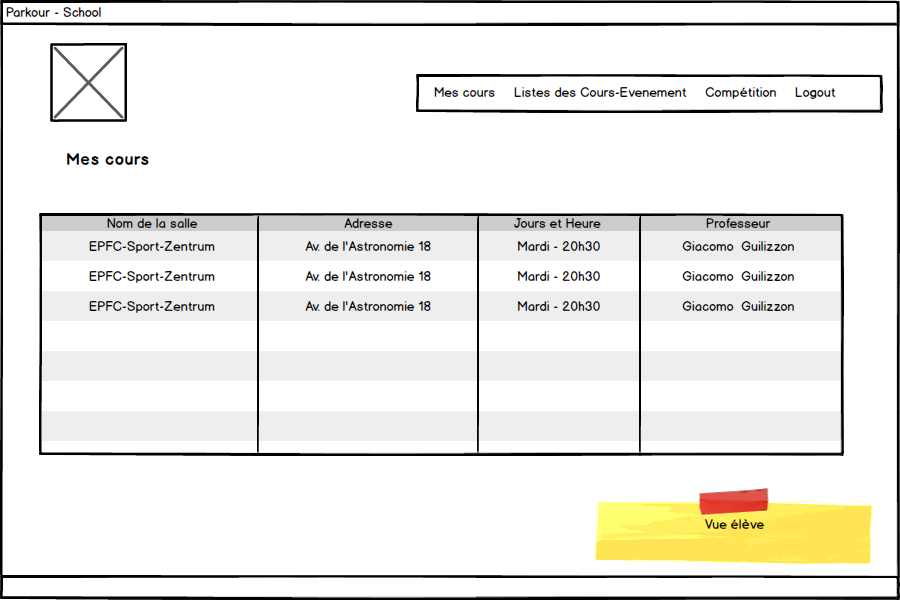 Parkour - School
Mes cours Listes des Cours-Evenement Compétition Logout
Mes cours
Nom de la salle Adresse Jours et Heure Professeur
EPFC-Sport-Zentrum Av. de l'Astronomie 18 Mardi - 20h30 Giacomo Guilizzon
EPFC-Sport-Zentrum Av. de l'Astronomie 18 Mardi - 20h30 Giacomo Guilizzon
EPFC-Sport-Zentrum Av. de l'Astronomie 18 Mardi - 20h30 Giacomo Guilizzon
Vue élève